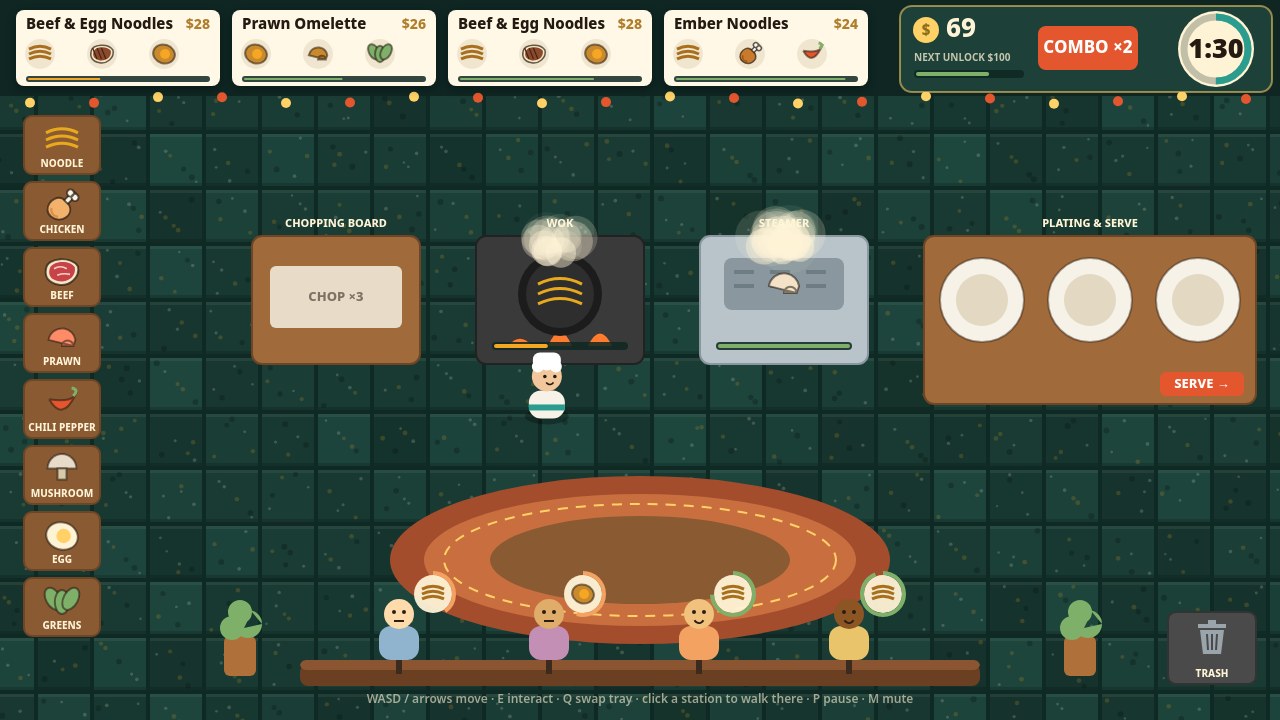 Beef & Egg Noodles $28
Prawn Omelette $26
Beef & Egg Noodles $28
Ember Noodles $24
$ 69
NEXT UNLOCK $100
COMBO ×2
1:30
NOODLE
CHICKEN
BEEF
PRAWN
CHILI PEPPER
MUSHROOM
EGG
GREENS
CHOPPING BOARD
CHOP ×3
WOK
STEAMER
PLATING & SERVE
SERVE →
TRASH
WASD / arrows move · E interact · Q swap tray · click a station to walk there · P pause · M mute